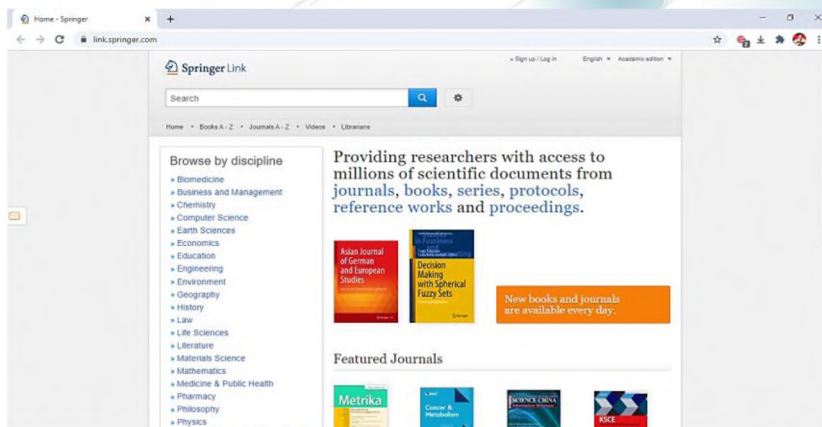 Home - Springer
link.springer.com
Springer Link
» Sign up / Log in English Academic edition
Search
Home • Books A - Z • Journals A - Z • Videos • Librarians
Browse by discipline
» Biomedicine
» Business and Management
» Chemistry
» Computer Science
» Earth Sciences
» Economics
» Education
» Engineering
» Environment
» Geography
» History
» Law
» Life Sciences
» Literature
» Materials Science
» Mathematics
» Medicine & Public Health
» Pharmacy
» Philosophy
» Physics
Providing researchers with access to
millions of scientific documents from
journals, books, series, protocols,
reference works and proceedings.
Asian Journal
of German
and European
Studies
Decision
Making
with Spherical
Fuzzy Sets
New books and journals
are available every day.
Featured Journals
Metrika
Cancer &
Metabolism
SCIENCE CHINA
KSCE